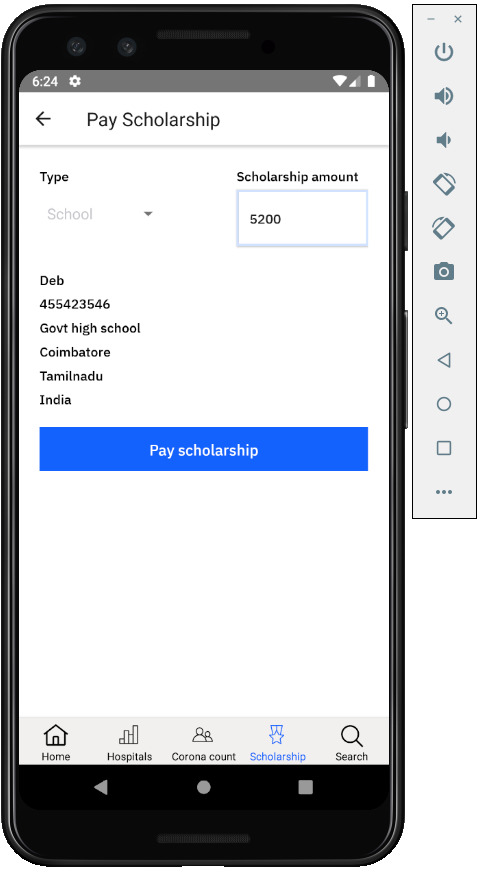 6:24
Pay Scholarship
Type
Scholarship amount
School
5200
Deb
455423546
Govt high school
Coimbatore
Tamilnadu
India
Pay scholarship
Home Hospitals Corona count Scholarship Search